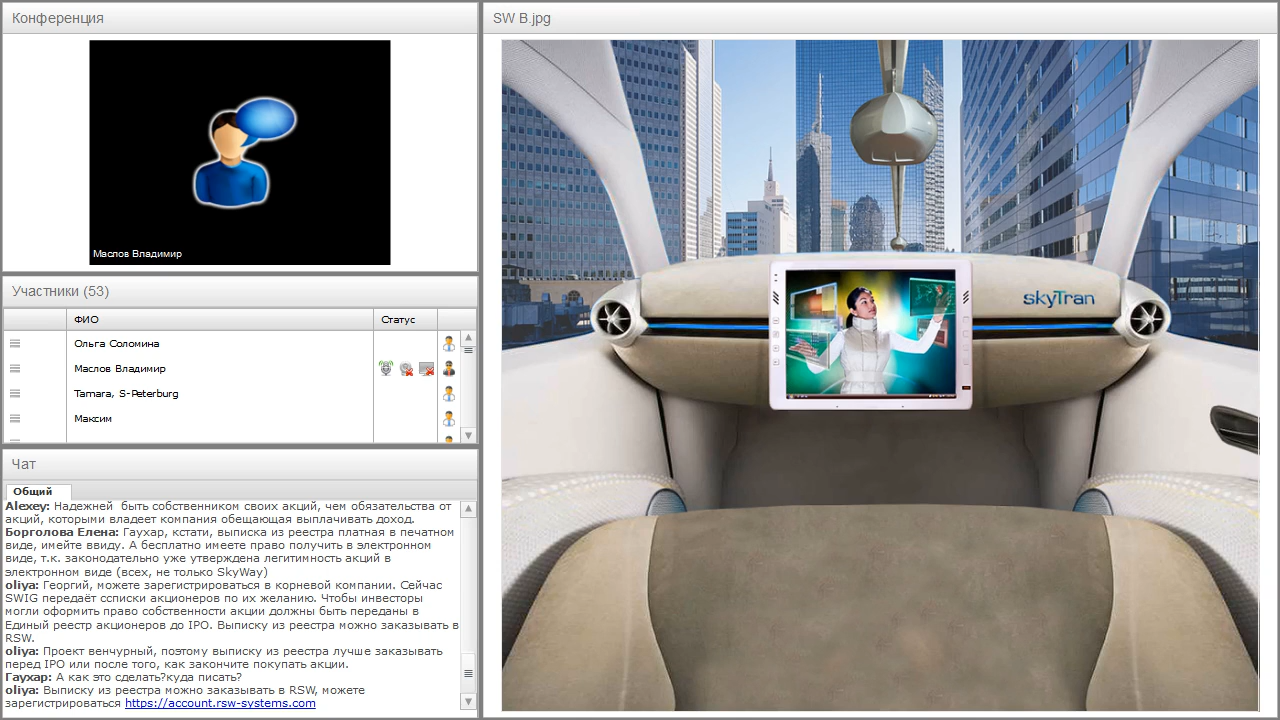 Конференция
Маслов Владимир
Участники (53)
ФИО
Статус
Ольга Соломина
Маслов Владимир
Tamara, S-Peterburg
Максим
Чат
Общий
Alexey: Надежней быть собственником своих акций, чем обязательства от
акций, которыми владеет компания обещающая выплачивать доход.
Борголова Елена: Гаухар, кстати, выписка из реестра платная в печатном
виде, имейте ввиду. А бесплатно имеете право получить в электронном
виде, т.к. законодательно уже утверждена легитимность акций в
электронном виде (всех, не только SkyWay)
oliya: Георгий, можете зарегистрироваться в корневой компании. Сейчас
SWIG передаёт ссписки акционеров по их желанию. Чтобы инвесторы
могли оформить право собственности акции должны быть переданы в
Единый реестр акционеров до IPO. Выписку из реестра можно заказывать в
RSW.
oliya: Проект венчурный, поэтому выписку из реестра лучше заказывать
перед IPO или после того, как закончите покупать акции.
Гаухар: А как это сделать?куда писать?
oliya: Выписку из реестра можно заказывать в RSW, можете
зарегистрироваться https://account.rsw-systems.com
SW B.jpg
skyTran